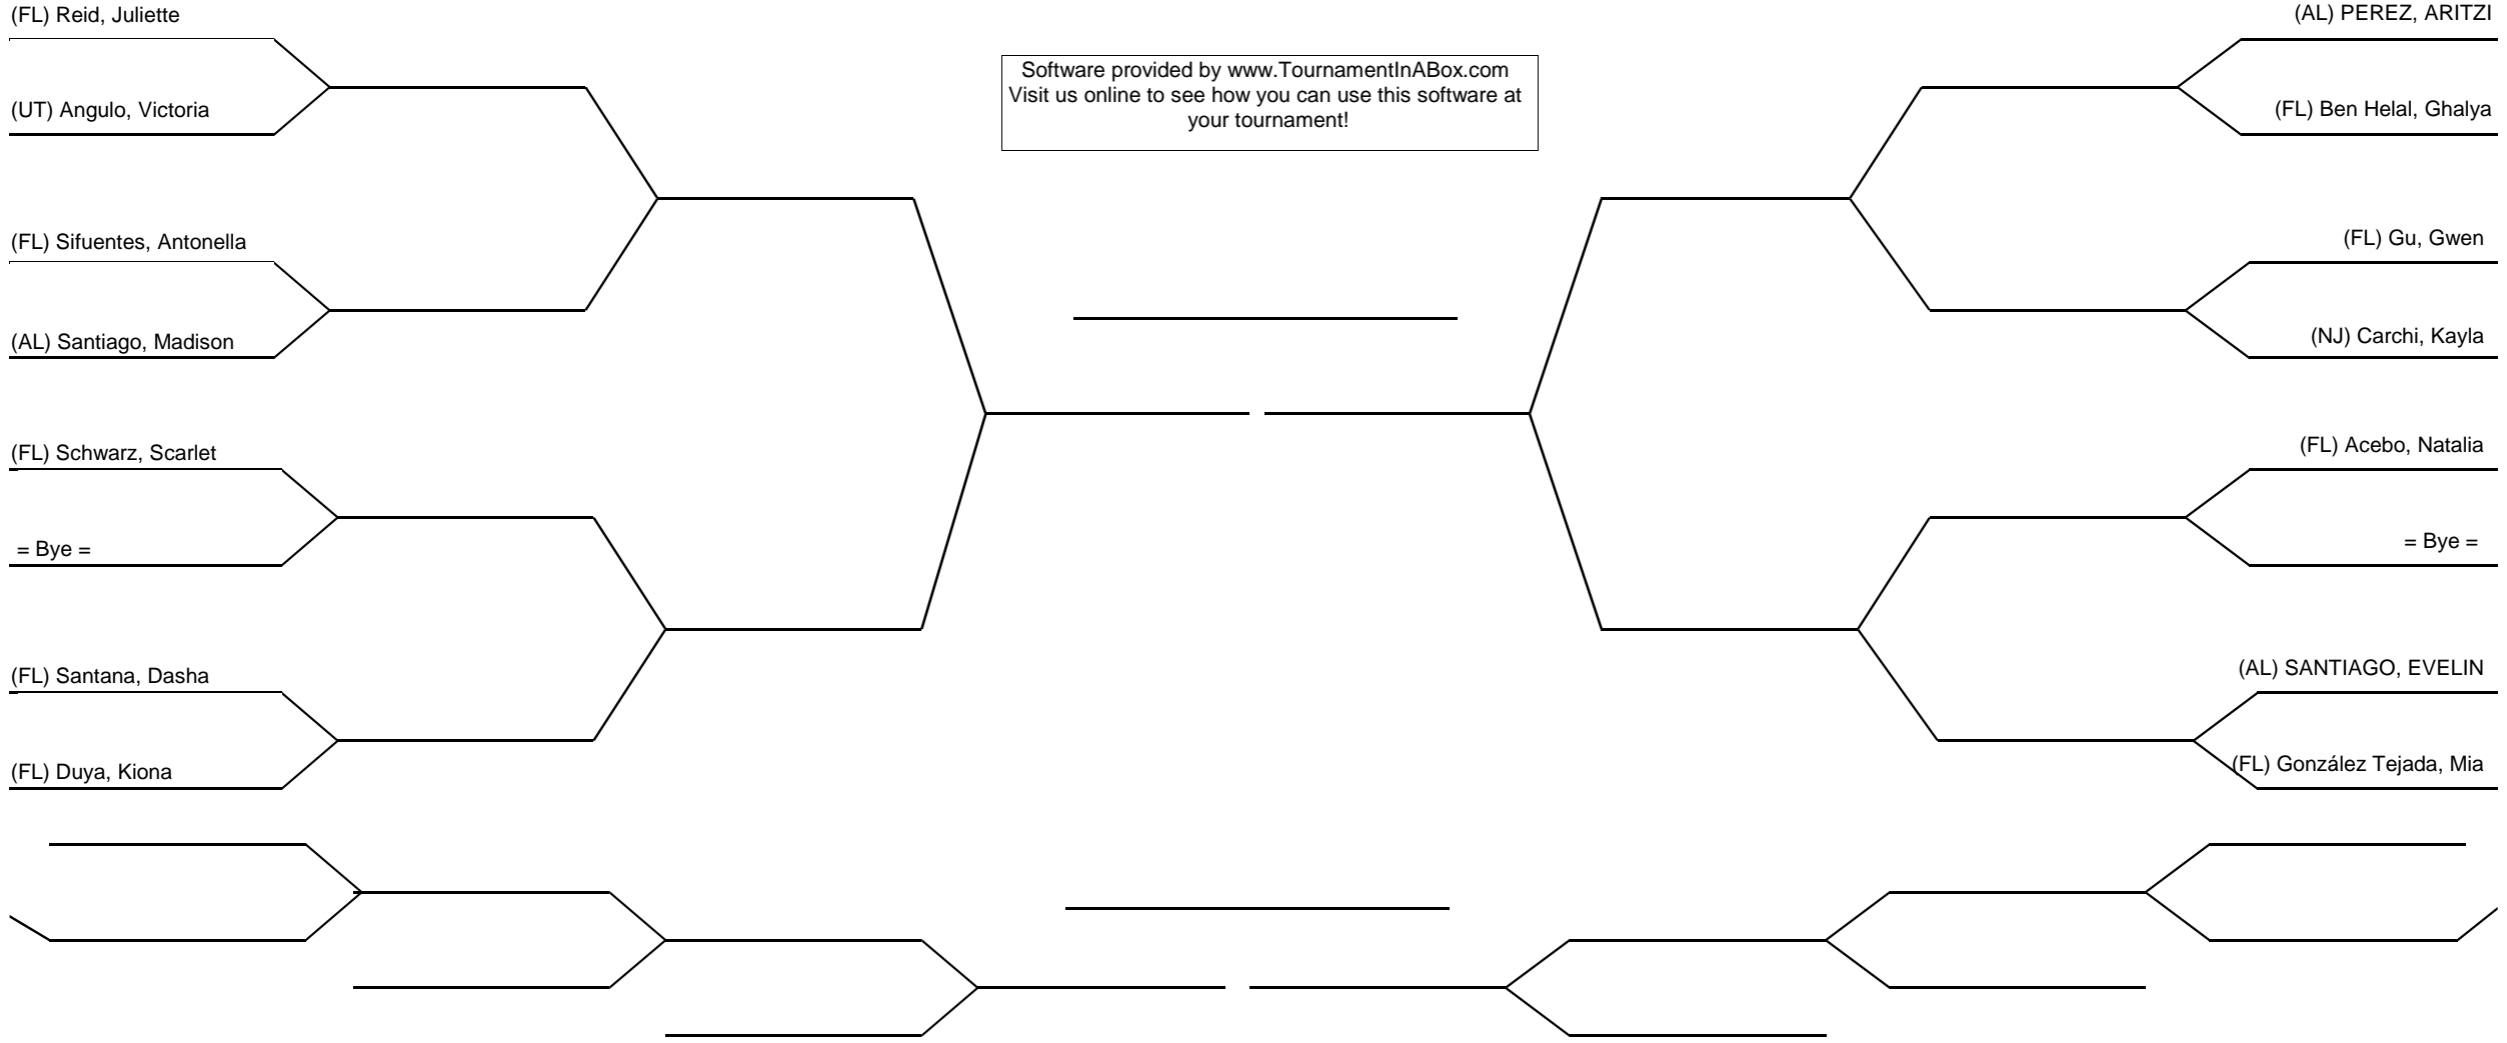 (FL) Reid, Juliette
(UT) Angulo, Victoria
(FL) Sifuentes, Antonella
(AL) Santiago, Madison
(FL) Schwarz, Scarlet
= Bye =
(FL) Santana, Dasha
(FL) Duya, Kiona
Software provided by www.TournamentInABox.com
Visit us online to see how you can use this software at
your tournament!
(AL) PEREZ, ARITZI
(FL) Ben Helal, Ghalya
(FL) Gu, Gwen
(NJ) Carchi, Kayla
(FL) Acebo, Natalia
= Bye =
(AL) SANTIAGO, EVELIN
(FL) González Tejada, Mia